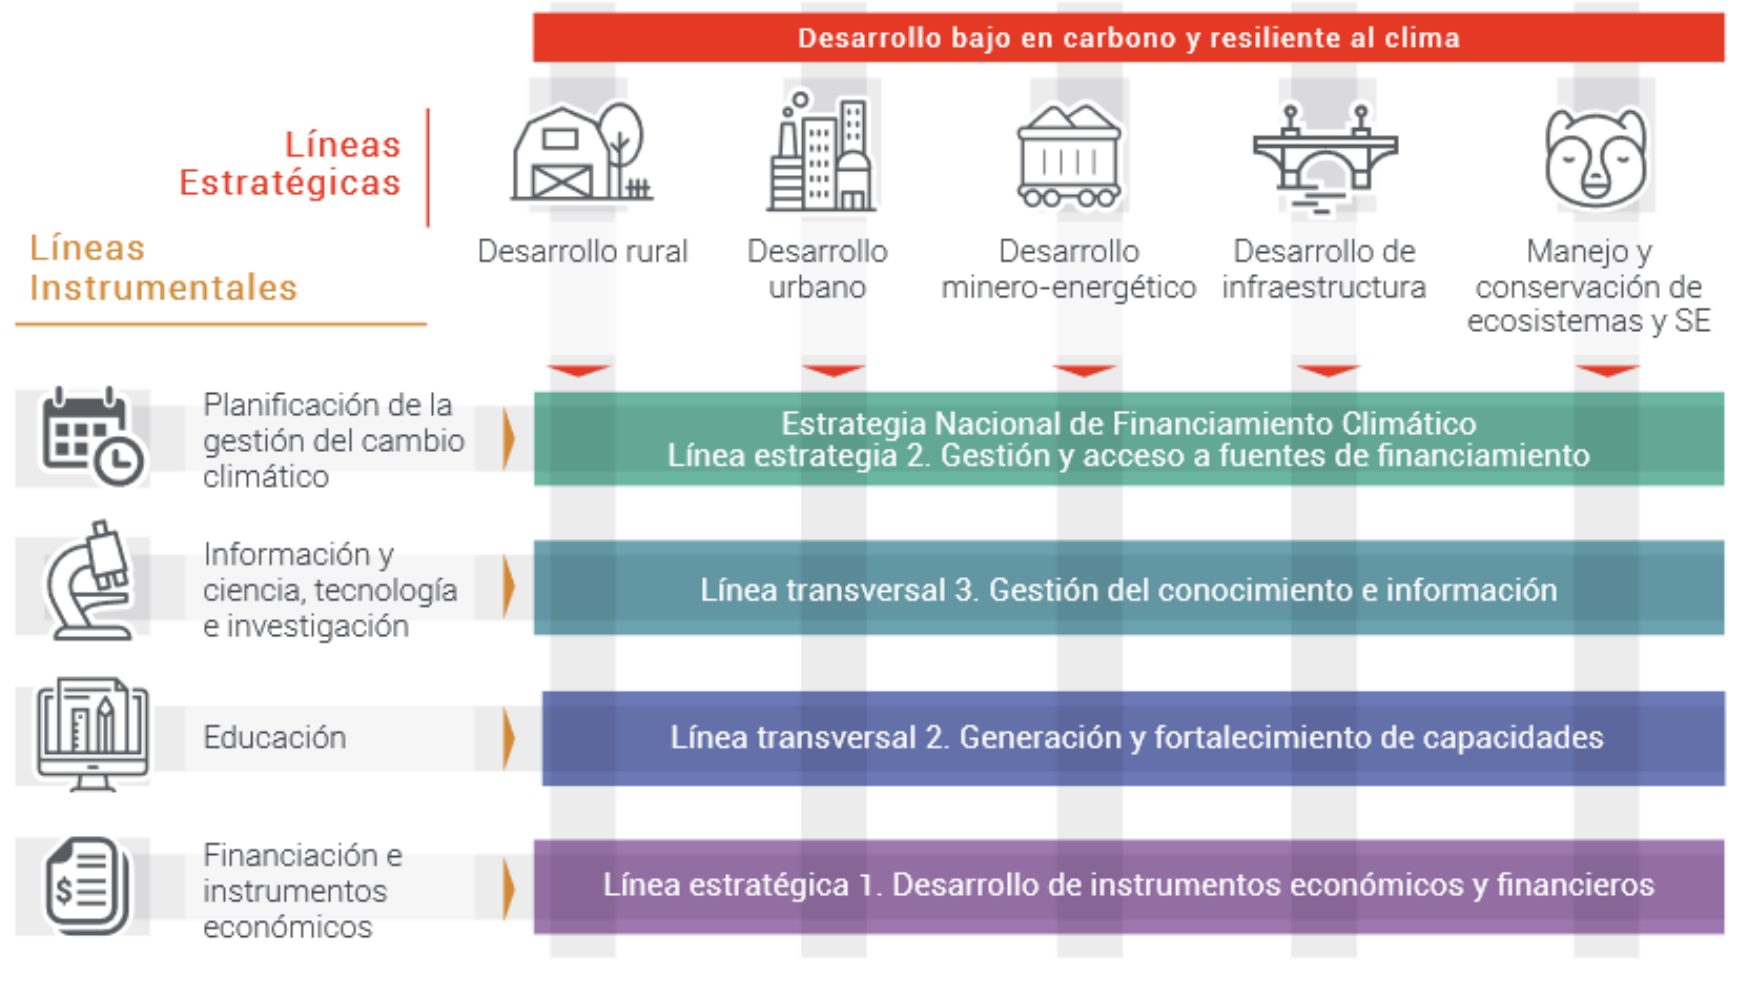 Desarrollo bajo en carbono y resiliente al clima
Líneas
Estratégicas
Líneas
Instrumentales
Desarrollo rural
Desarrollo
urbano
Desarrollo
minero-energético
Desarrollo de
infraestructura
Manejo y
conservación de
ecosistemas y SE
Planificación de la
gestión del cambio
climático
Estrategia Nacional de Financiamiento Climático
Línea estrategia 2. Gestión y acceso a fuentes de financiamiento
Información y
ciencia, tecnología
e investigación
Línea transversal 3. Gestión del conocimiento e información
Educación
Línea transversal 2. Generación y fortalecimiento de capacidades
$
Financiación e
instrumentos
económicos
Línea estratégica 1. Desarrollo de instrumentos económicos y financieros